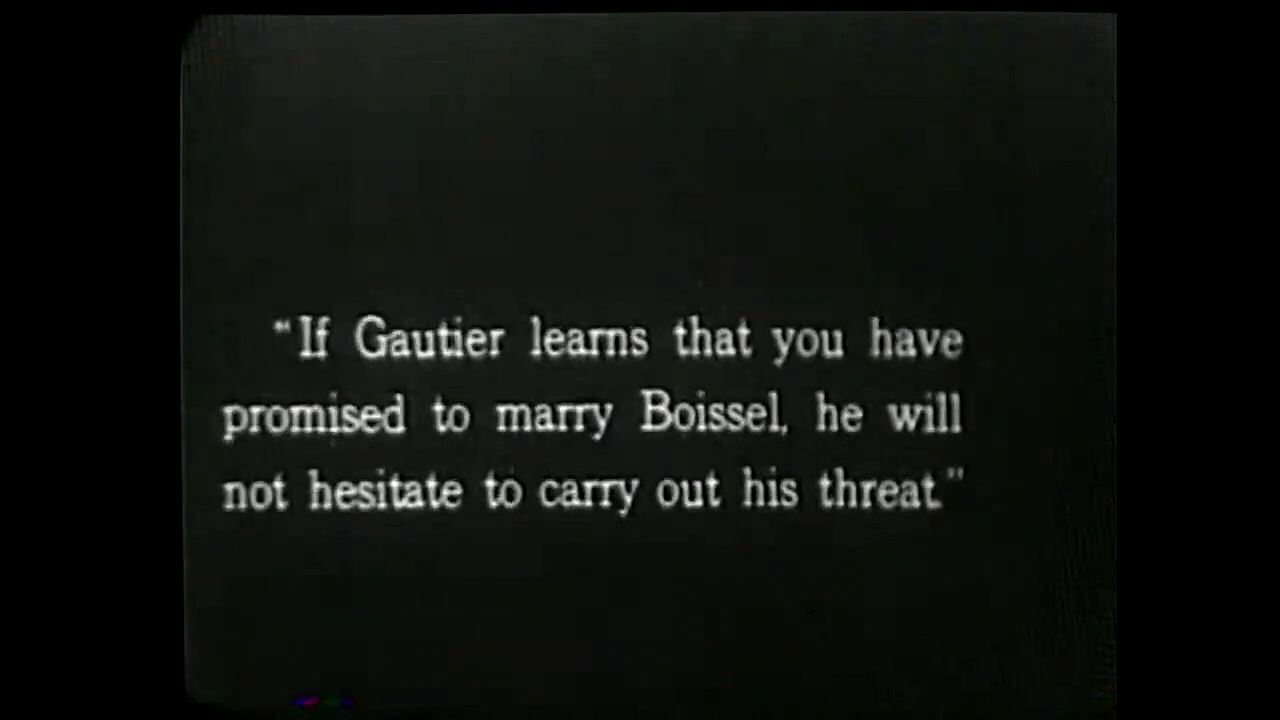 "If Gautier learns that you have
promised to marry Boissel, he will
not hesitate to carry out his threat."